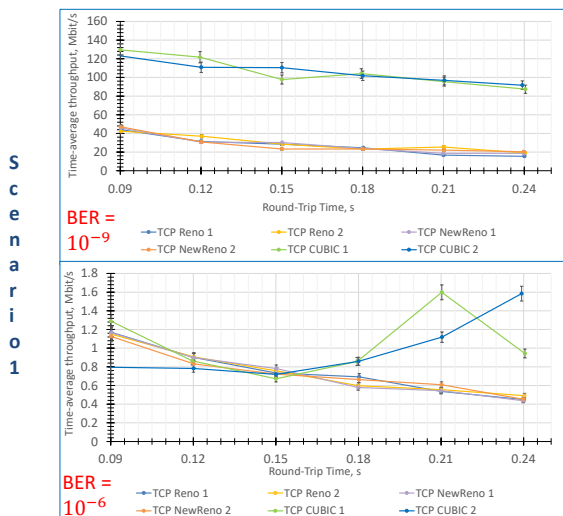 Scenario 1
Time-average throughput, Mbit/s
160
140
120
100
80
60
40
20
0
0.09 0.12 0.15 0.18 0.21 0.24
Round-Trip Time, s
BER =
10⁻⁹
TCP Reno 1 TCP Reno 2 TCP NewReno 1
TCP NewReno 2 TCP CUBIC 1 TCP CUBIC 2
Time-average throughput, Mbit/s
1.8
1.6
1.4
1.2
1
0.8
0.6
0.4
0.2
0
0.09 0.12 0.15 0.18 0.21 0.24
Round-Trip Time, s
BER =
10⁻⁶
TCP Reno 1 TCP Reno 2 TCP NewReno 1
TCP NewReno 2 TCP CUBIC 1 TCP CUBIC 2